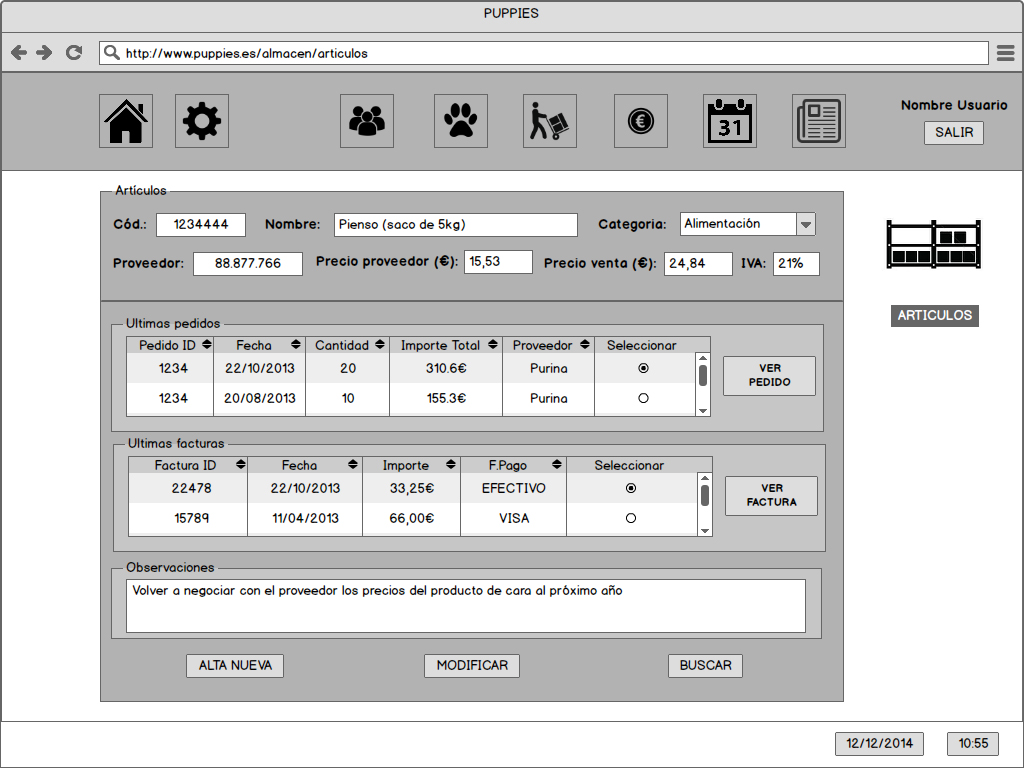 PUPPIES
http://www.puppies.es/almacen/articulos
31
Nombre Usuario
SALIR
Artículos
Cód.: 1234444 Nombre: Pienso (saco de 5kg) Categoria: Alimentación
Proveedor: 88.877.766 Precio proveedor (€): 15,53 Precio venta (€): 24,84 IVA: 21%
ARTICULOS
Ultimas pedidos
Pedido ID Fecha Cantidad Importe Total Proveedor Seleccionar
1234 22/10/2013 20 310.6€ Purina
1234 20/08/2013 10 155.3€ Purina
VER
PEDIDO
Ultimas facturas
Factura ID Fecha Importe F.Pago Seleccionar
22478 22/10/2013 33,25€ EFECTIVO
15789 11/04/2013 66,00€ VISA
VER
FACTURA
Observaciones
Volver a negociar con el proveedor los precios del producto de cara al próximo año
ALTA NUEVA MODIFICAR BUSCAR
12/12/2014 10:55